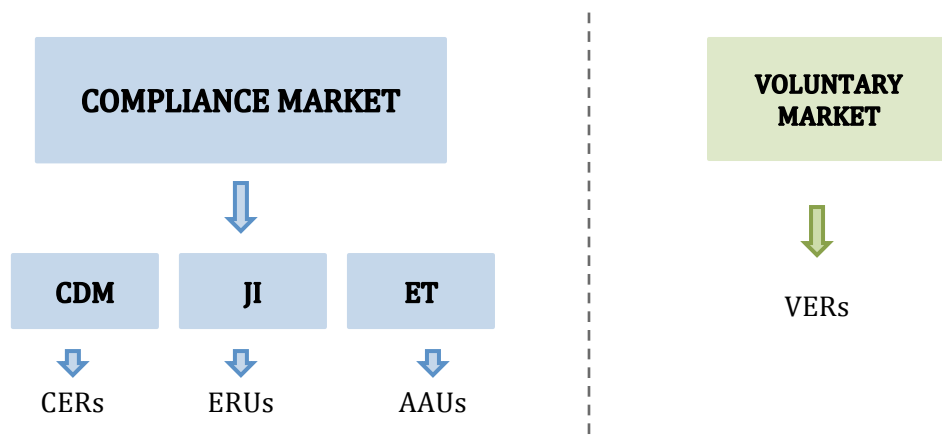 COMPLIANCE MARKET
VOLUNTARY
MARKET
CDM
JI
ET
VERs
CERs
ERUs
AAUs